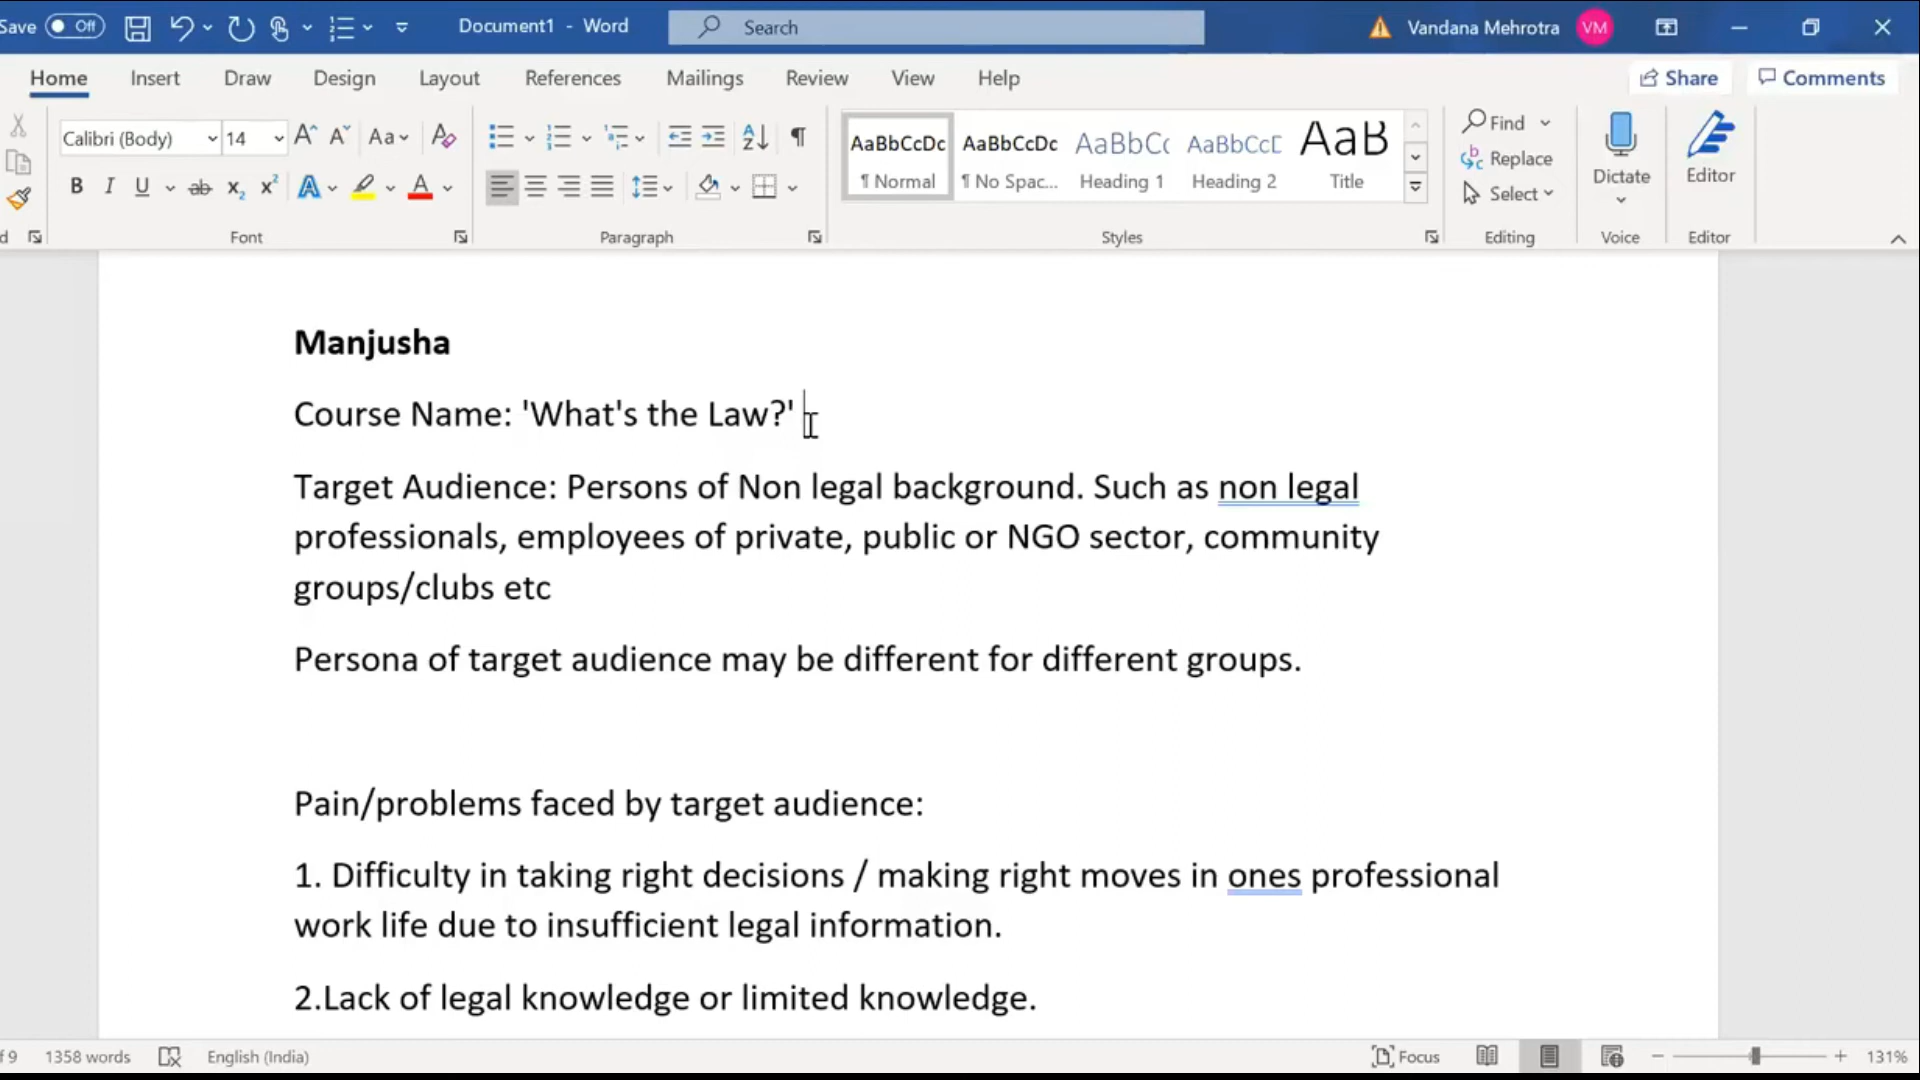 Save Off Document1 - Word Search Vandana Mehrotra VM
Home Insert Draw Design Layout References Mailings Review View Help Share Comments
Calibri (Body) 14 Aa AaBbCcDc AaBbCcDc AaBbCc AaBbCcD AaB Find
Replace
B I U ab x2 x2 A A ¶ Normal ¶ No Spac... Heading 1 Heading 2 Title Select Dictate Editor
d Font Paragraph Styles Editing Voice Editor
Manjusha
Course Name: 'What's the Law?'
Target Audience: Persons of Non legal background. Such as non legal
professionals, employees of private, public or NGO sector, community
groups/clubs etc
Persona of target audience may be different for different groups.
Pain/problems faced by target audience:
1. Difficulty in taking right decisions / making right moves in ones professional
work life due to insufficient legal information.
2.Lack of legal knowledge or limited knowledge.
f 9 1358 words English (India) Focus 131%